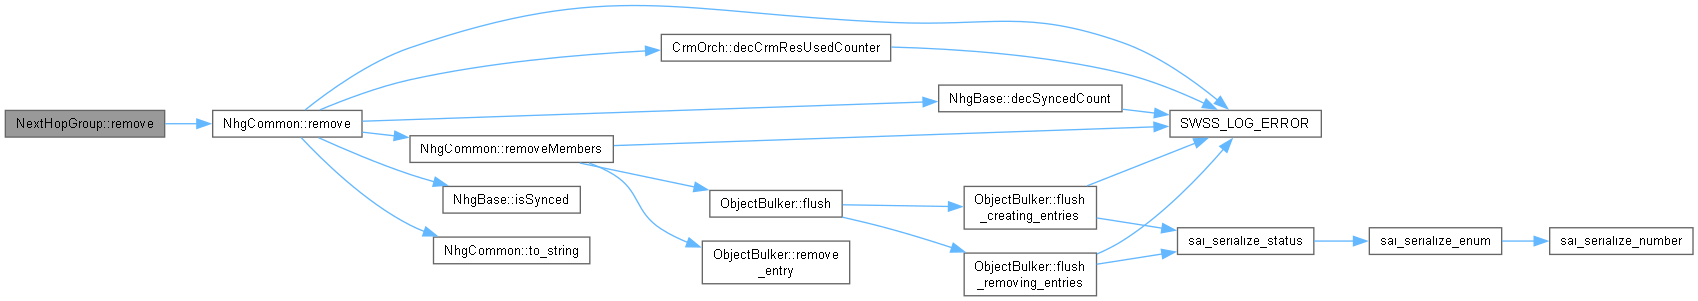 NextHopGroup::remove
NhgCommon::remove
CrmOrch::decCrmResUsedCounter
NhgBase::decSyncedCount
SWSS_LOG_ERROR
NhgCommon::removeMembers
NhgBase::isSynced
NhgCommon::to_string
ObjectBulker::flush
ObjectBulker::remove
_entry
ObjectBulker::flush
_creating_entries
ObjectBulker::flush
_removing_entries
sai_serialize_status
sai_serialize_enum
sai_serialize_number